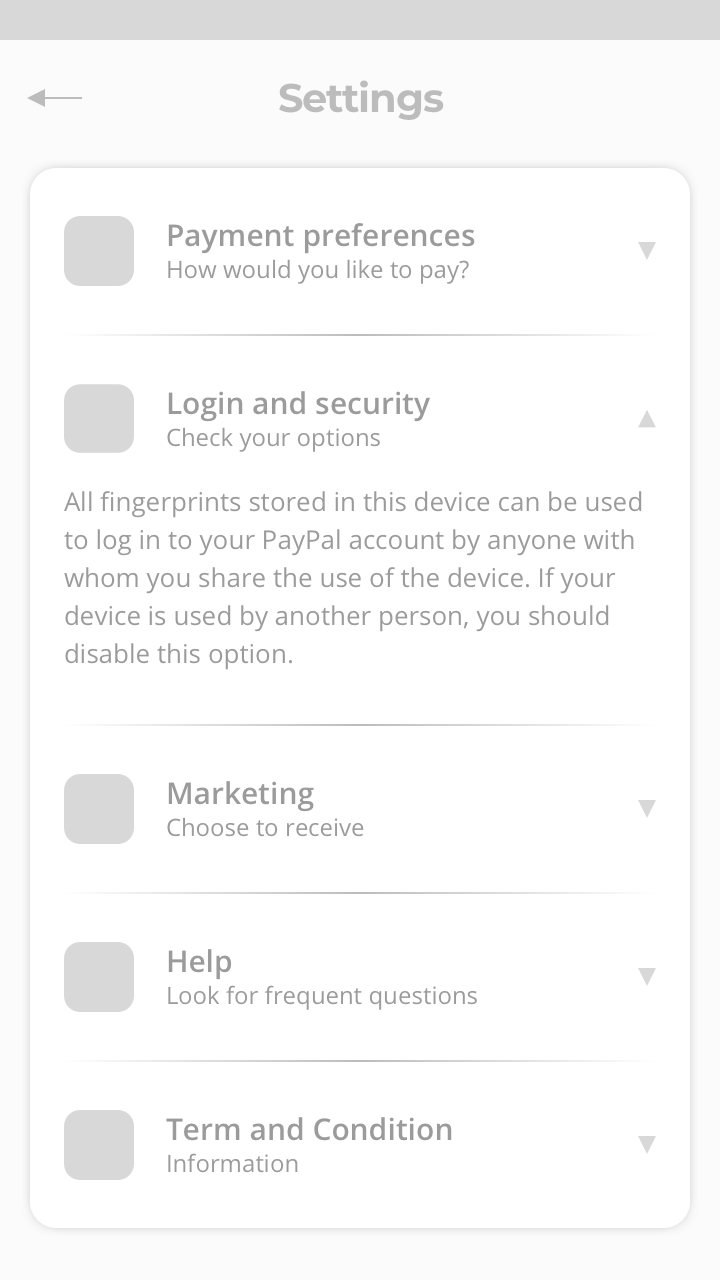 Settings
Payment preferences
How would you like to pay?
Login and security
Check your options
All fingerprints stored in this device can be used
to log in to your PayPal account by anyone with
whom you share the use of the device. If your
device is used by another person, you should
disable this option.
Marketing
Choose to receive
Help
Look for frequent questions
Term and Condition
Information